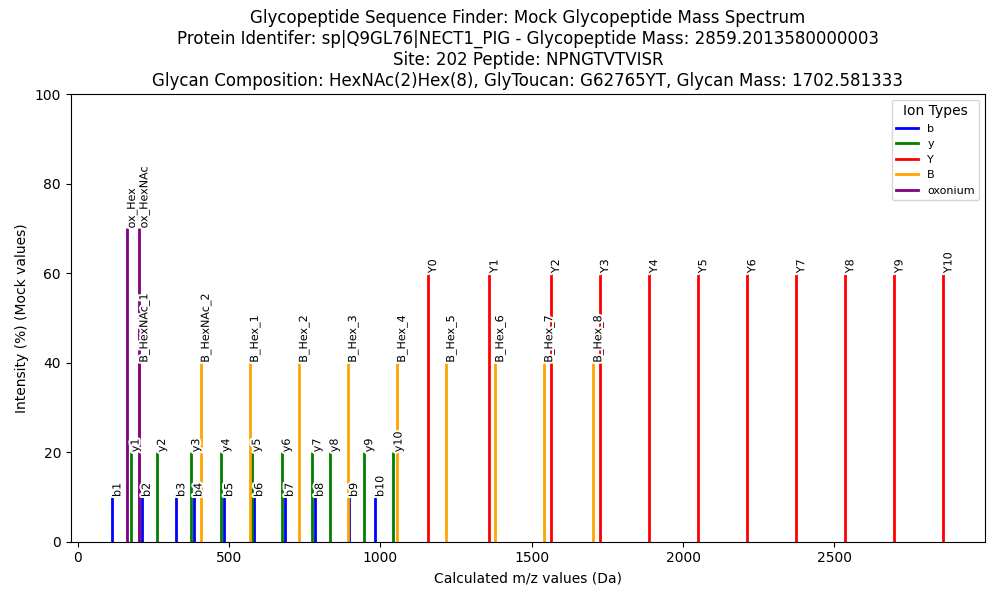 Glycopeptide Sequence Finder: Mock Glycopeptide Mass Spectrum
Protein Identifer: sp|Q9GL76|NECT1_PIG - Glycopeptide Mass: 2859.2013580000003
Site: 202 Peptide: NPNGTVTVISR
Glycan Composition: HexNAc(2)Hex(8), GlyToucan: G62765YT, Glycan Mass: 1702.581333
Intensity (%) (Mock values)
100
80
60
40
20
0
Ion Types
b
y
Y
B
oxonium
ox_Hex
ox_HexNAc
Y0
Y1
Y2
Y3
Y4
Y5
Y6
Y7
Y8
Y9
Y10
B_HexNAc_1
B_HexNAc_2
B_Hex_1
B_Hex_2
B_Hex_3
B_Hex_4
B_Hex_5
B_Hex_6
B_Hex_7
B_Hex_8
y1
y2
y3
y4
y5
y6
y7
y8
y9
y10
b1
b2
b3
b4
b5
b6
b7
b8
b9
b10
0
500
1000
1500
2000
2500
Calculated m/z values (Da)